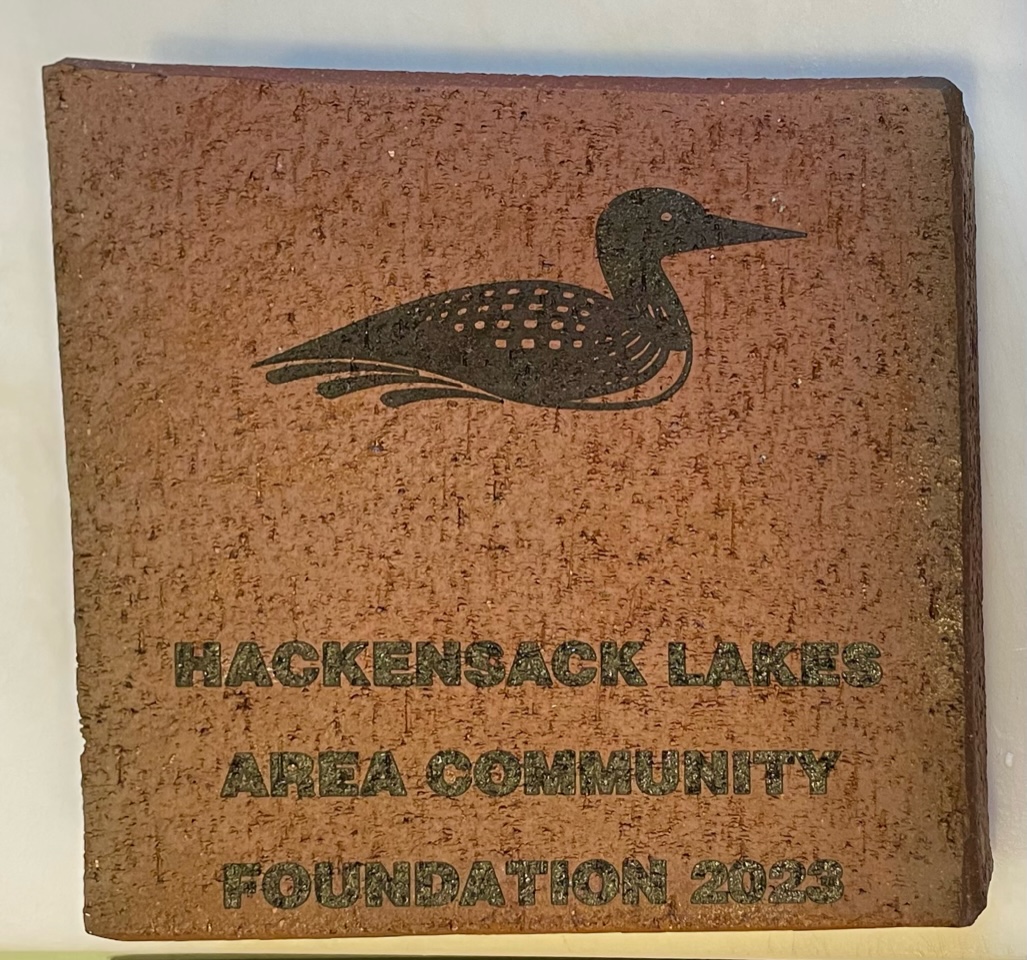 HACKENSACK LAKES
AREA COMMUNITY
FOUNDATION 2023